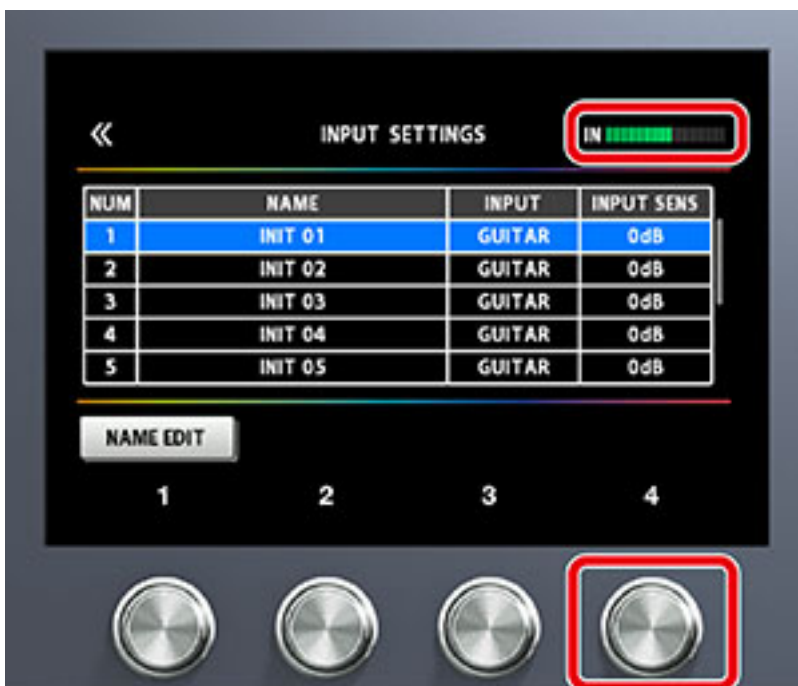 « INPUT SETTINGS IN
NUM NAME INPUT INPUT SENS
1 INIT 01 GUITAR 0dB
2 INIT 02 GUITAR 0dB
3 INIT 03 GUITAR 0dB
4 INIT 04 GUITAR 0dB
5 INIT 05 GUITAR 0dB
NAME EDIT
1 2 3 4